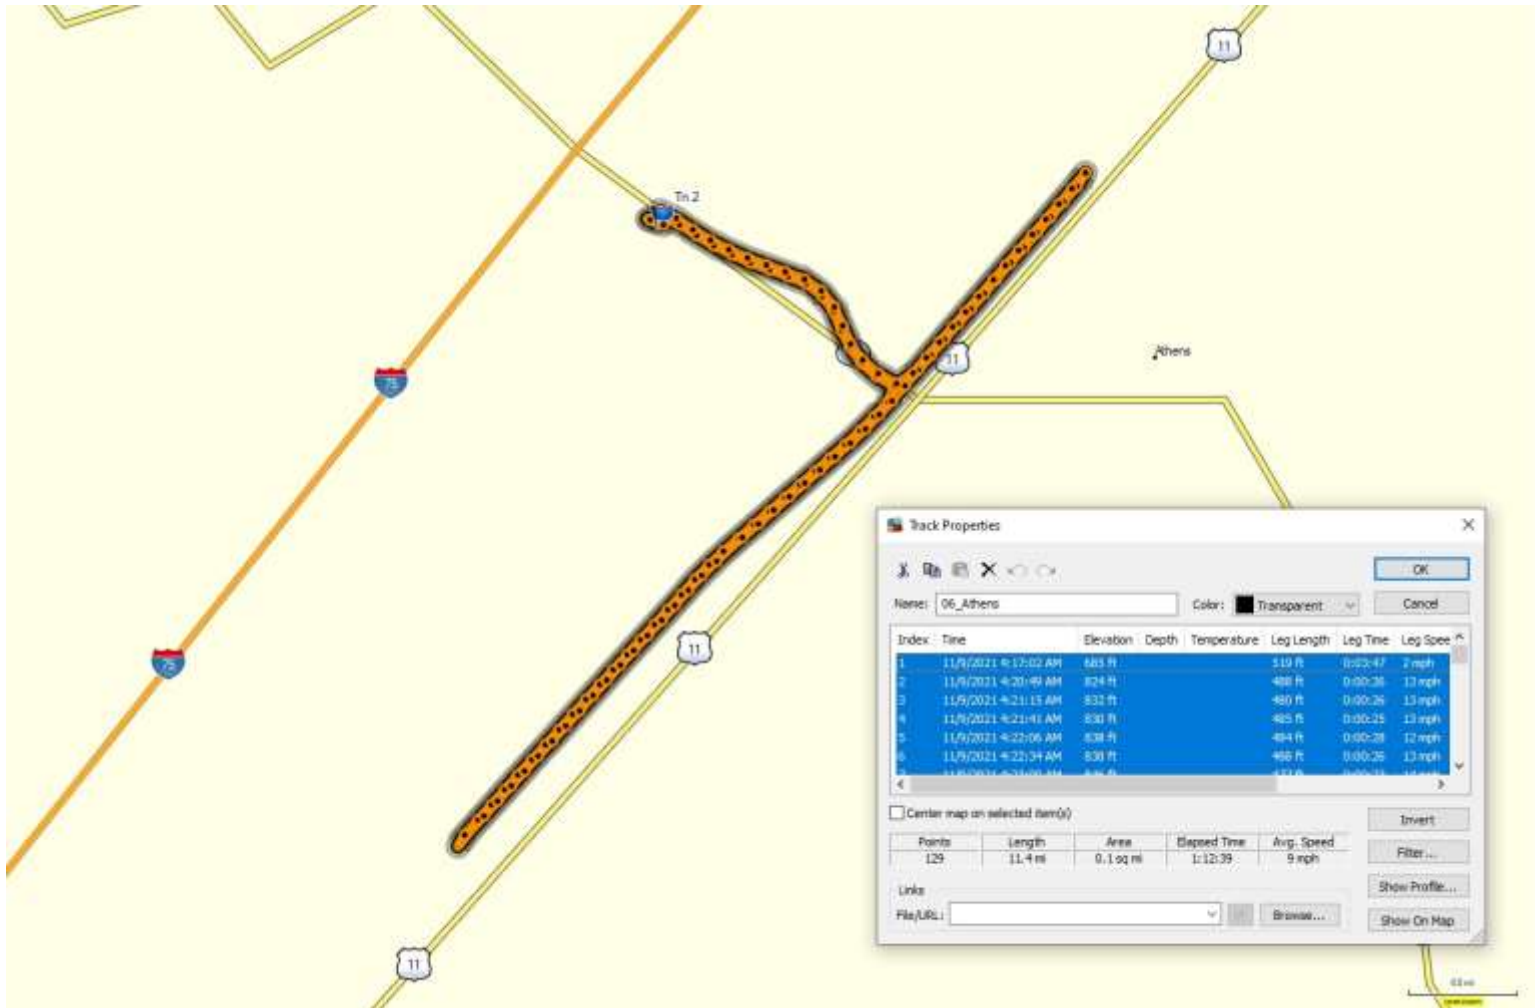 11
Tn 2
11
Athens
75
75
11
11
Track Properties
OK
Name: 06_Athens Color: Transparent Cancel
Index Time Elevation Depth Temperature Leg Length Leg Time Leg Spee
1 11/9/2021 4:17:02 AM 685 ft 519 ft 0:03:47 2 mph
2 11/9/2021 4:20:49 AM 824 ft 488 ft 0:00:26 13 mph
3 11/9/2021 4:21:15 AM 832 ft 480 ft 0:00:26 13 mph
4 11/9/2021 4:21:41 AM 830 ft 485 ft 0:00:25 13 mph
5 11/9/2021 4:22:06 AM 838 ft 484 ft 0:00:28 12 mph
6 11/9/2021 4:22:34 AM 838 ft 466 ft 0:00:26 13 mph
Center map on selected item(s)
Invert
Points Length Area Elapsed Time Avg. Speed
129 11.4 mi 0.1 sq mi 1:12:39 9 mph
Filter...
Links
Show Profile...
File/URL: Browse...
Show On Map